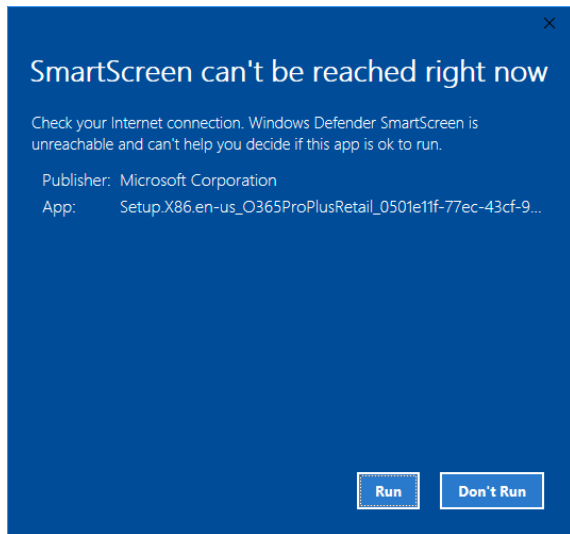 SmartScreen can't be reached right now
Check your Internet connection. Windows Defender SmartScreen is
unreachable and can't help you decide if this app is ok to run.
Publisher: Microsoft Corporation
App: Setup.X86.en-us_O365ProPlusRetail_0501e11f-77ec-43cf-9...
Run Don't Run